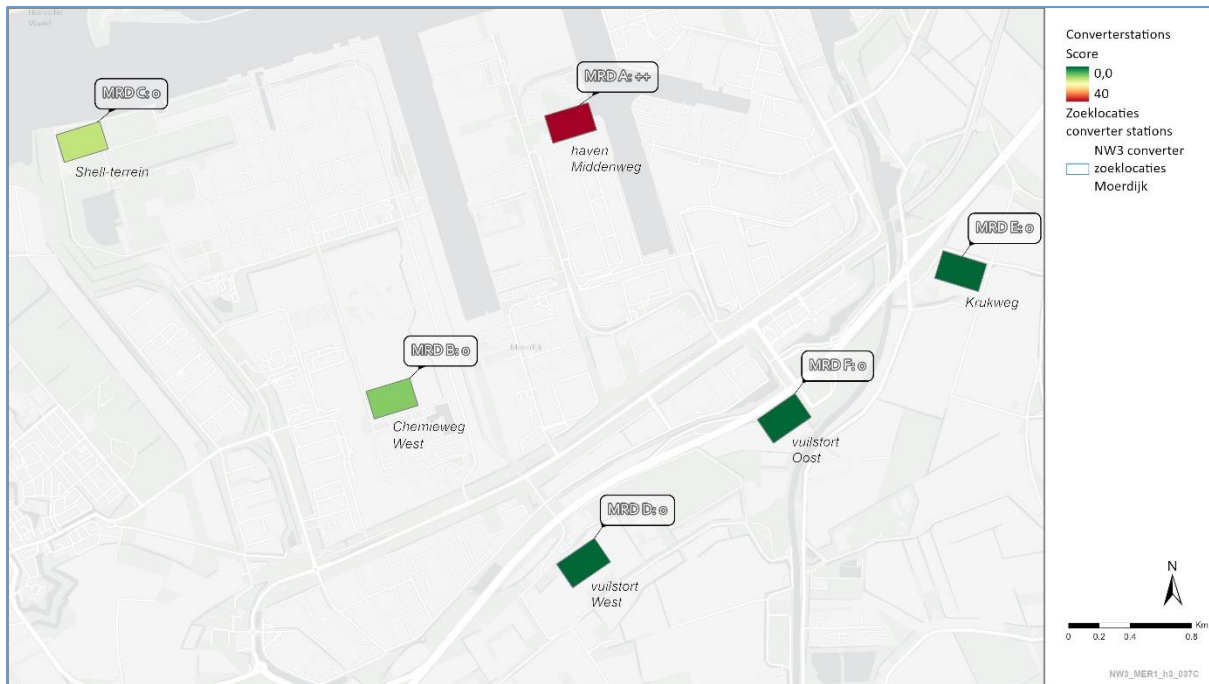 MRD C: o
Shell-terrein
MRD A: ++
haven
Middenweg
MRD E: o
Krukweg
MRD B: o
Moerdijk
Chemieweg
West
MRD F: o
vuilstort
Oost
MRD D: o
vuilstort
West
Converterstations
Score
0,0
40
Zoeklocaties
converter stations
NW3 converter
zoeklocaties
Moerdijk
N
Km
0 0.2 0.4 0.8
NW3_MER1_h3_037C